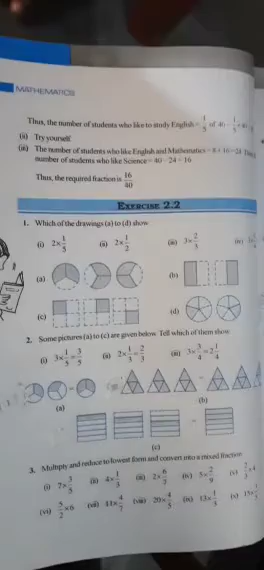 MATHEMATICS
Thus, the number of students who like to study English = 1/5 of 40 = 1/5 × 40
(ii) Try yourself
(iii) The number of students who like English and Mathematics = 8 + 16 = 24
number of students who like Science = 40 − 24 = 16
Thus, the required fraction is 16/40
EXERCISE 2.2
1. Which of the drawings (a) to (d) show
(i) 2×1/5 (ii) 2×1/2 (iii) 3×2/3 (iv)
(a) (b)
(c) (d)
2. Some pictures (a) to (c) are given below. Tell which of them show
(i) 3×1/5=3/5 (ii) 2×1/3=2/3 (iii) 3×3/4=2 1/4
= =
(a) (b)
=
(c)
3. Multiply and reduce to lowest form and convert into a mixed fraction
(i) 7×3/5 (ii) 4×1/3 (iii) 2×6/7 (iv) 5×2/9 (v) 2/3×4
(vi) 5/2×6 (vii) 11×4/7 (viii) 20×4/5 (ix) 13×1/3 (x) 15×